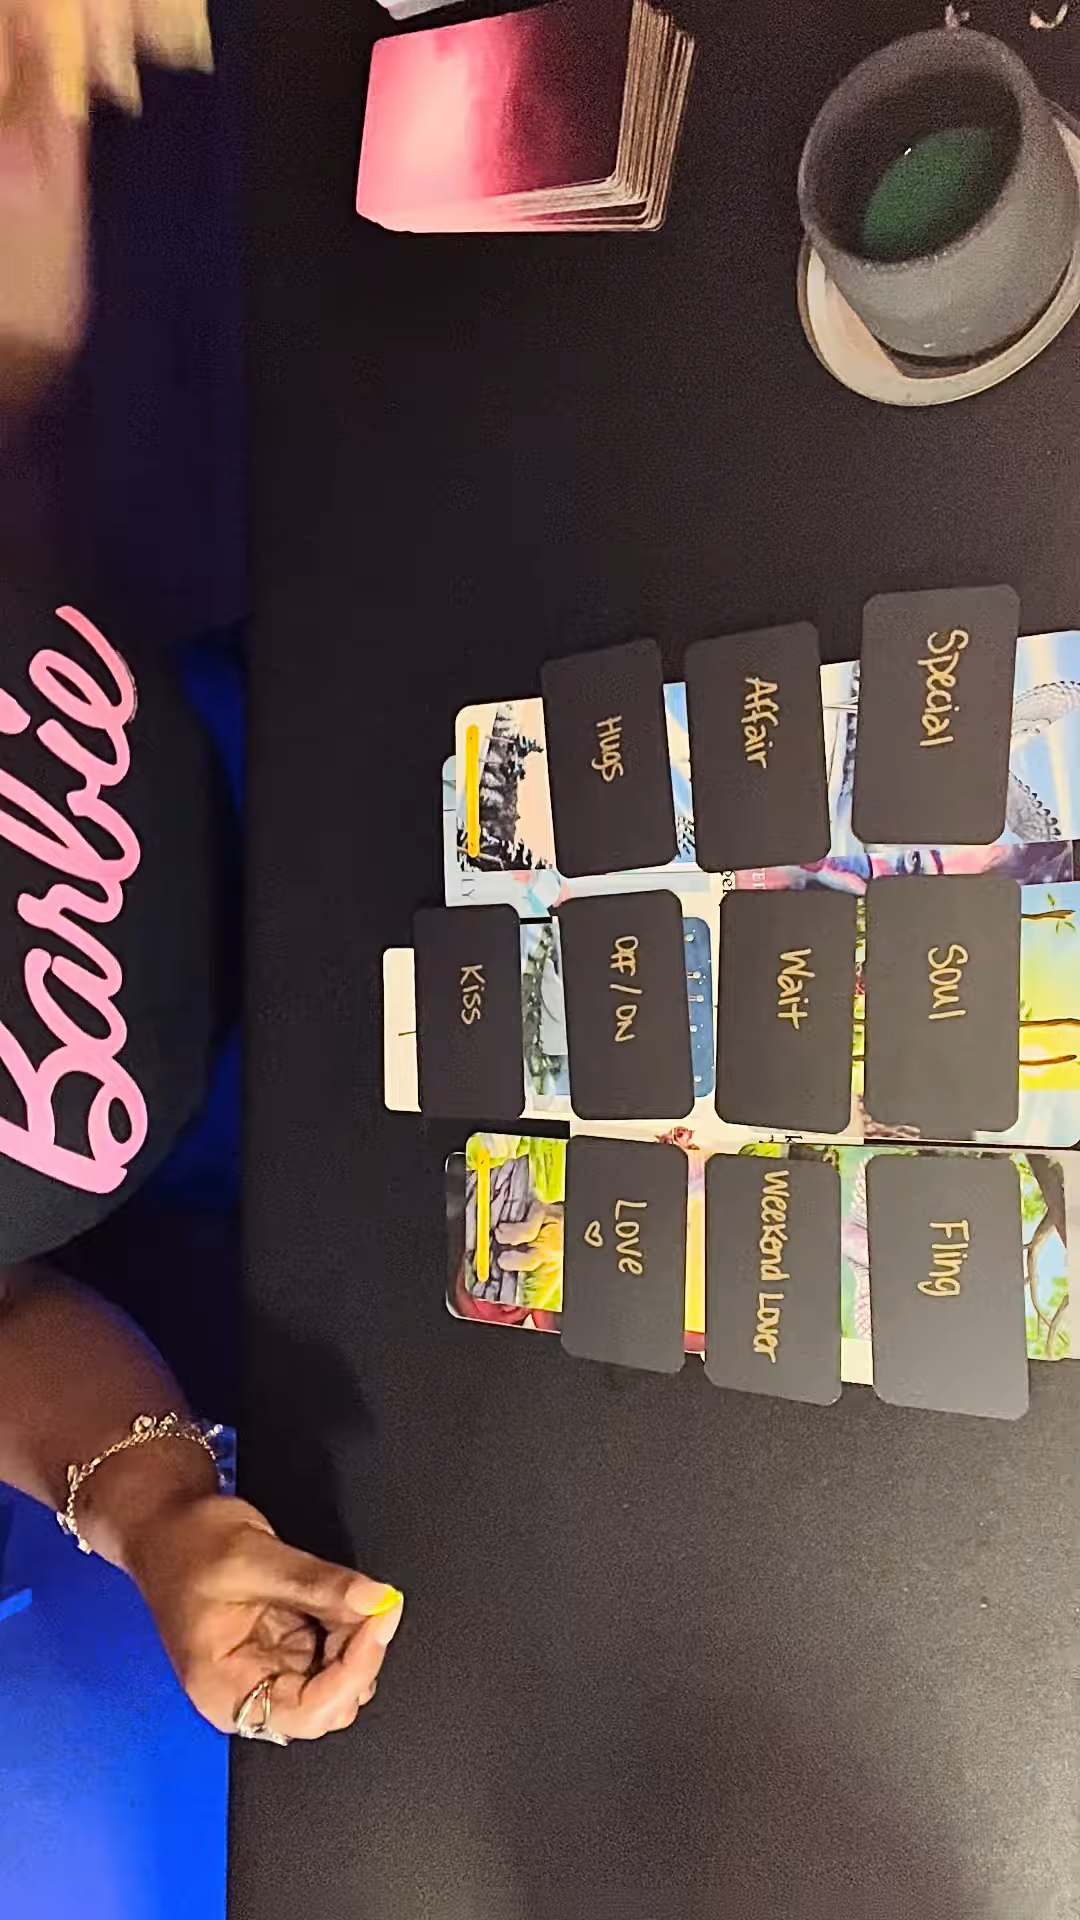 Special
Soul
Fling
Affair
Wait
Weekend Lover
Hugs
OFF / ON
Love ♡
Kiss
Barbie